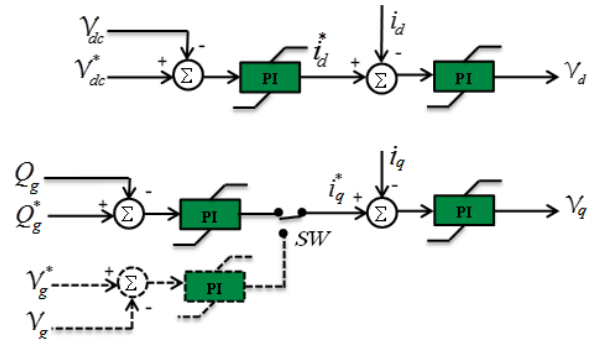 V_dc - i_d
V_dc^* + Σ PI i_d^* + Σ - PI V_d
Q_g - i_q
Q_g^* + Σ PI SW i_q^* + Σ - PI V_q
V_g^* + Σ PI
V_g -